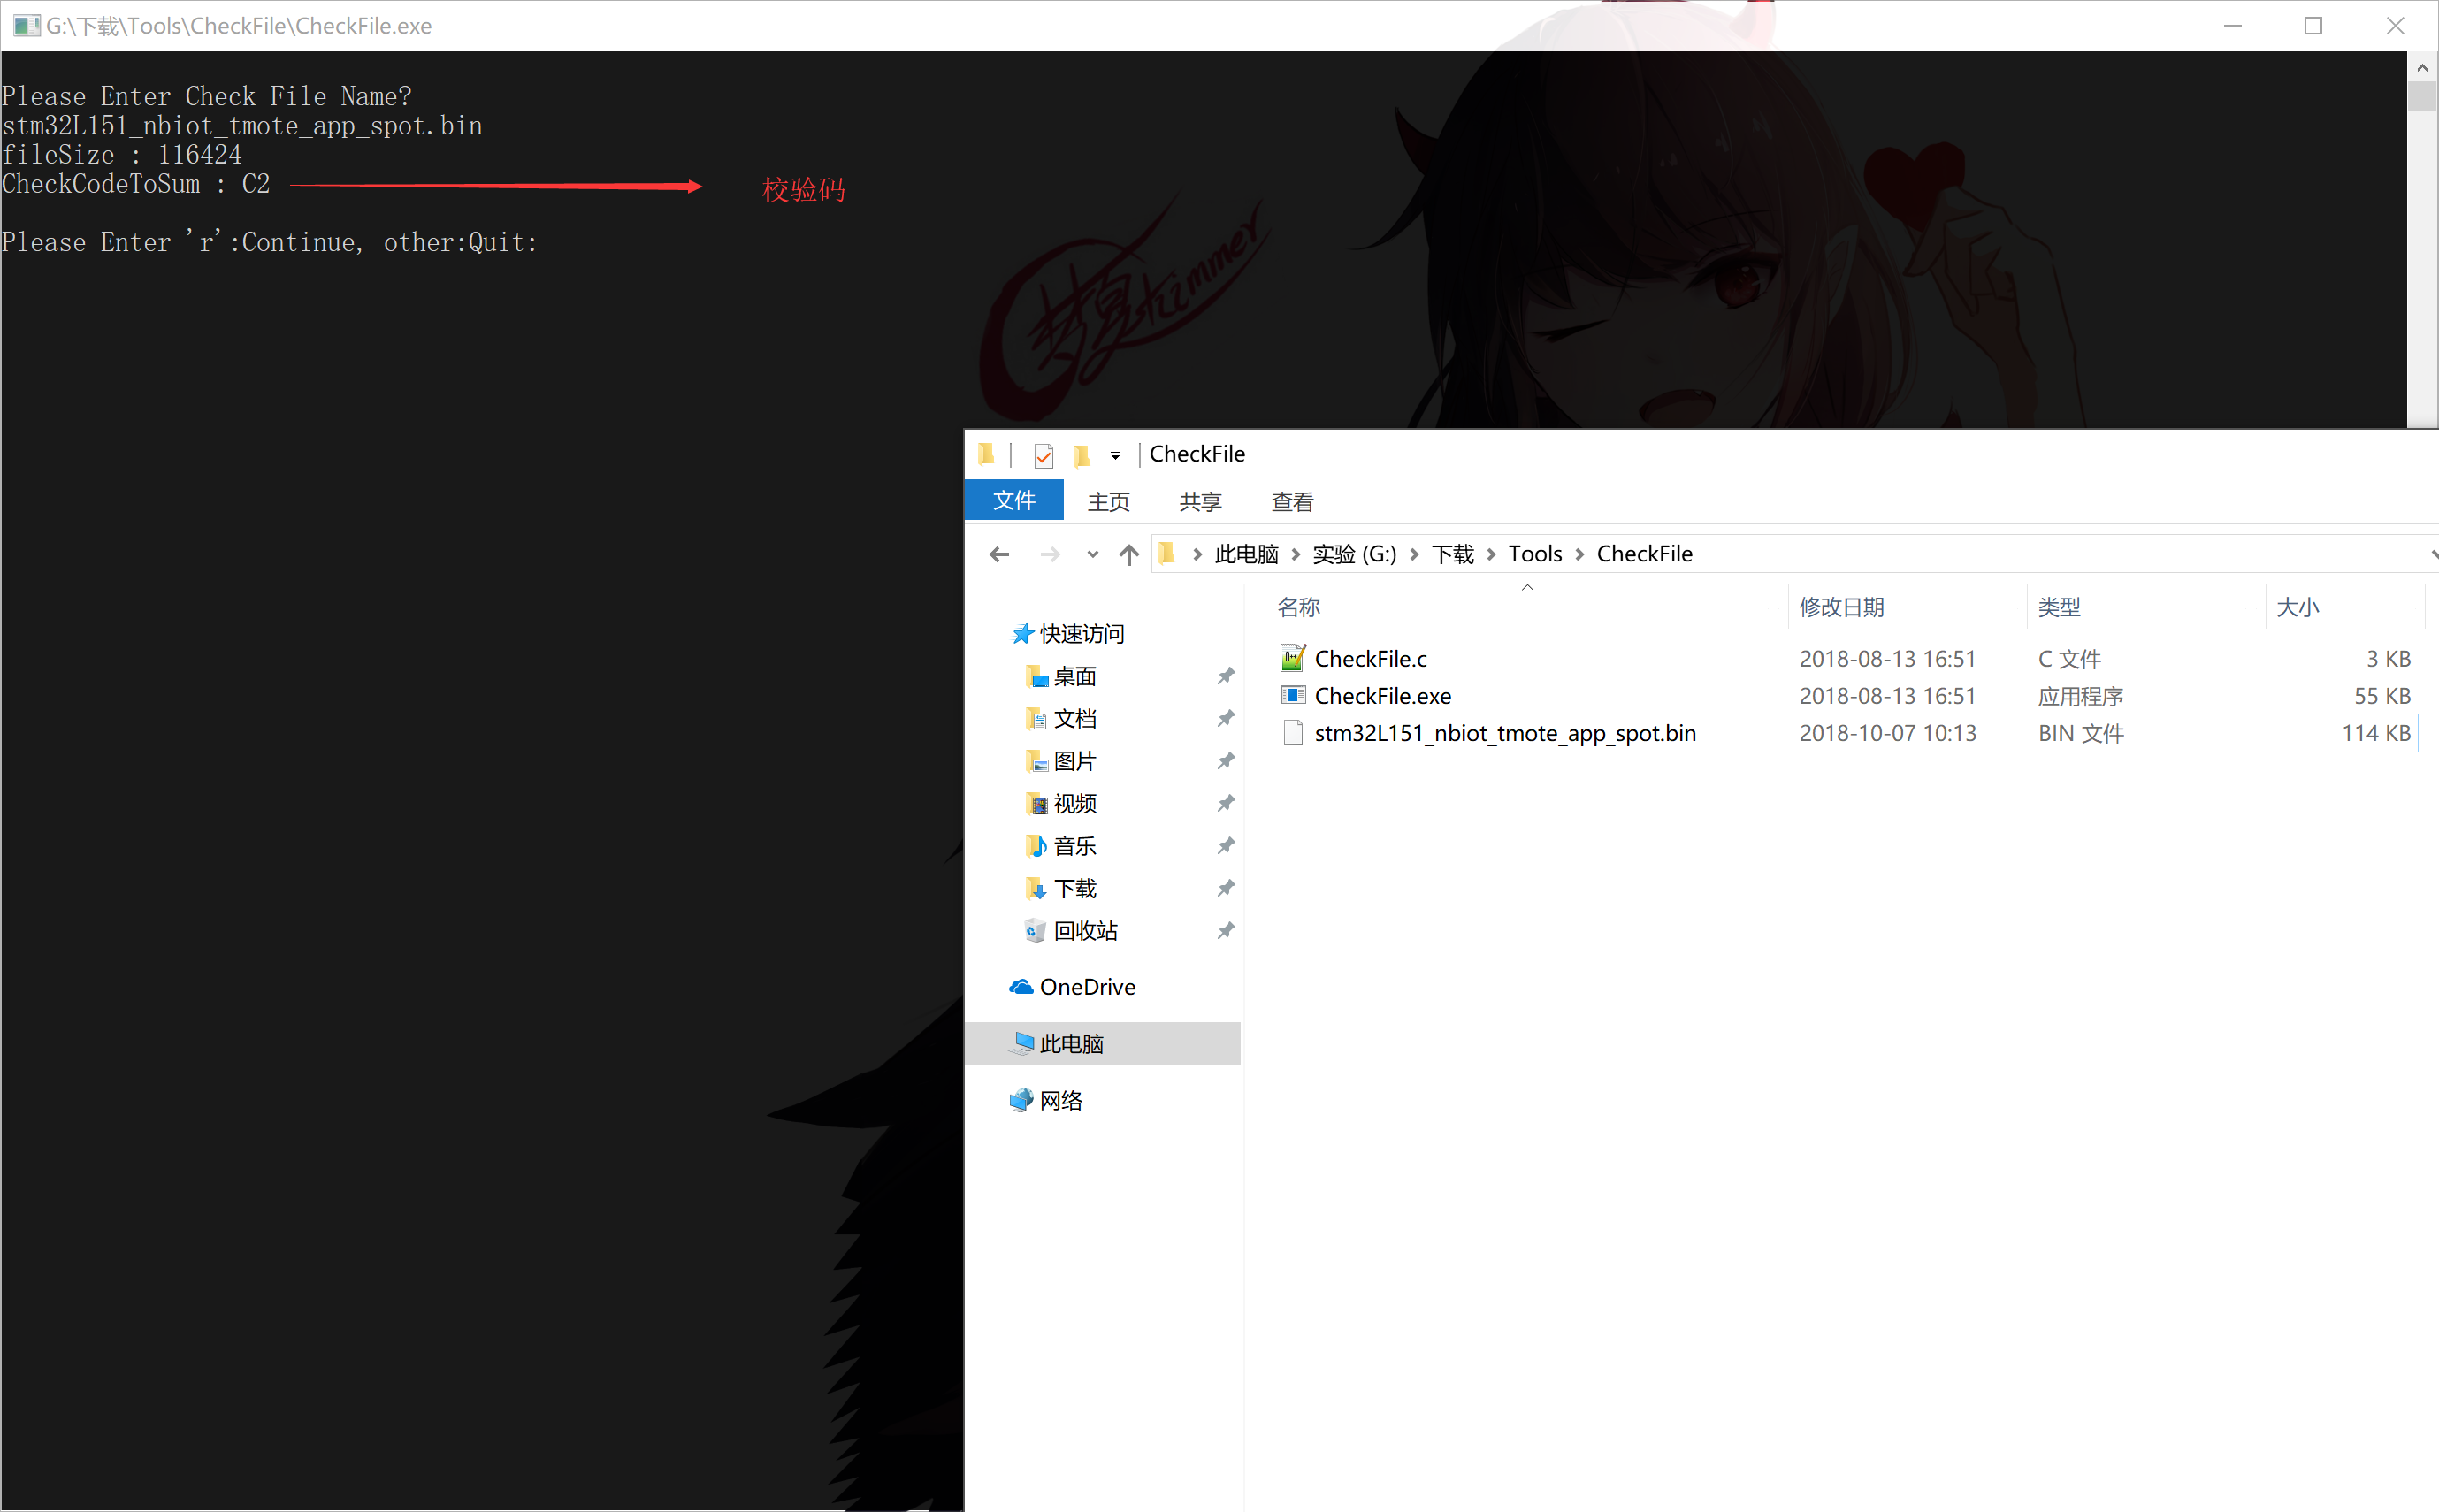 G:\下载\Tools\CheckFile\CheckFile.exe
Please Enter Check File Name?
stm32L151_nbiot_tmote_app_spot.bin
fileSize : 116424
CheckCodeToSum : C2
校验码
Please Enter 'r':Continue, other:Quit:
CheckFile
文件 主页 共享 查看
此电脑 实验 (G:) 下载 Tools CheckFile
名称 修改日期 类型 大小
CheckFile.c 2018-08-13 16:51 C 文件 3 KB
CheckFile.exe 2018-08-13 16:51 应用程序 55 KB
stm32L151_nbiot_tmote_app_spot.bin 2018-10-07 10:13 BIN 文件 114 KB
快速访问
桌面
文档
图片
视频
音乐
下载
回收站
OneDrive
此电脑
网络